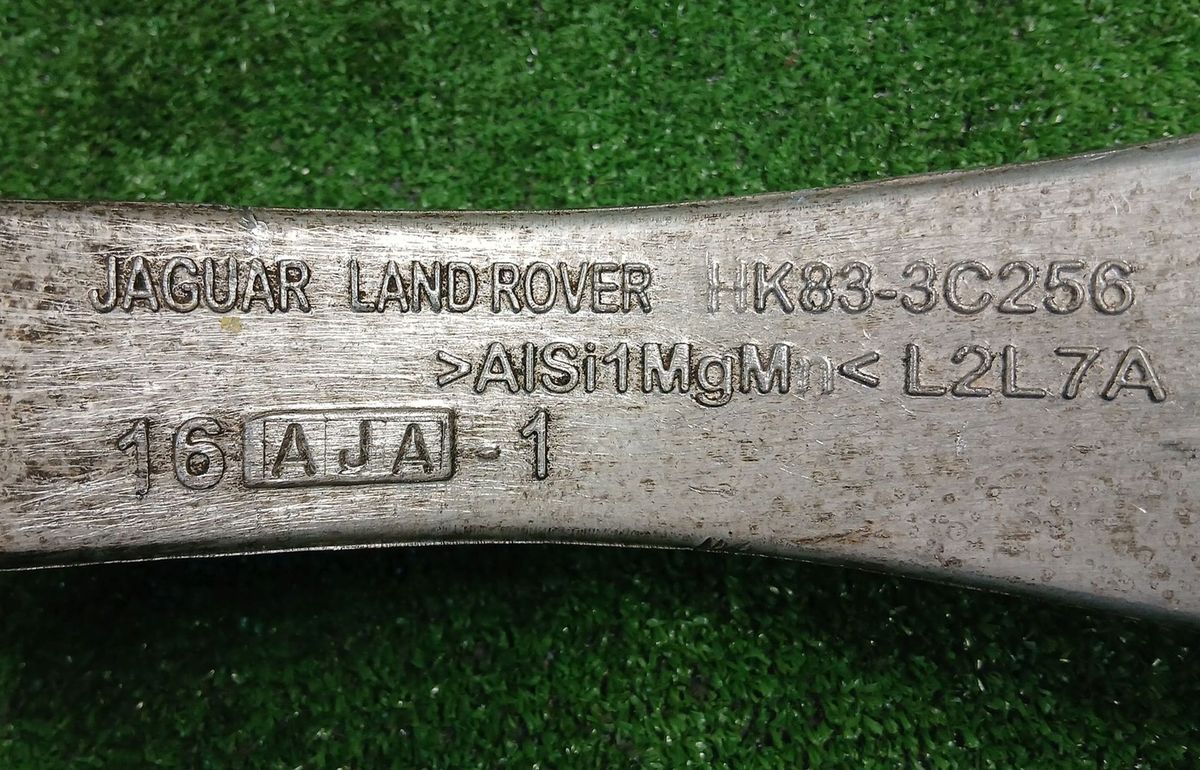 JAGUAR LAND ROVER HK83-3C256
>AlSi1MgMn< L2L7A
16 AJA -1